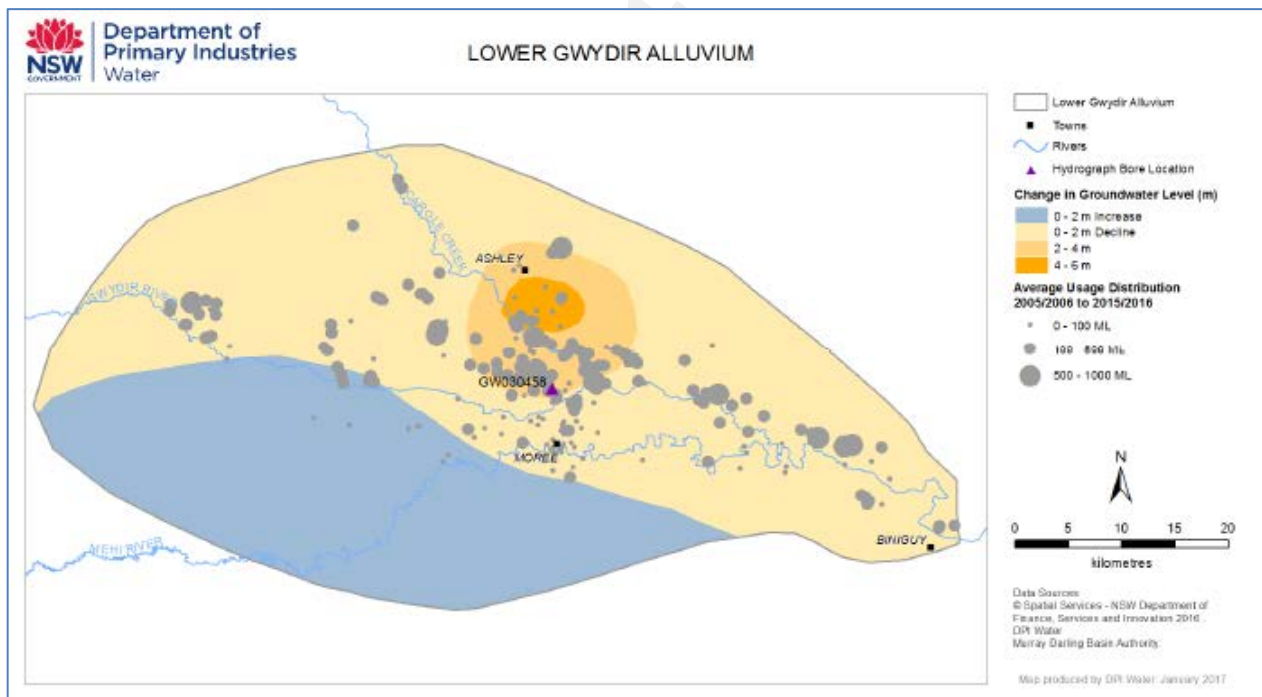 NSW
GOVERNMENT
Department of
Primary Industries
Water
LOWER GWYDIR ALLUVIUM
CAROLE CREEK
ASHLEY
GWYDIR RIVER
GW030458
MOREE
MEHI RIVER
BINIGUY
Lower Gwydir Alluvium
Towns
Rivers
Hydrograph Bore Location
Change in Groundwater Level (m)
0 - 2 m Increase
0 - 2 m Decline
2 - 4 m
4 - 6 m
Average Usage Distribution
2005/2006 to 2015/2016
0 - 100 ML
500 - 1000 ML
N
0 5 10 15 20
kilometres
Data Sources
© Spatial Services - NSW Department of
Finance, Services and Innovation 2016 .
DPI Water
Murray Darling Basin Authority.
Map produced by DPI Water: January 2017